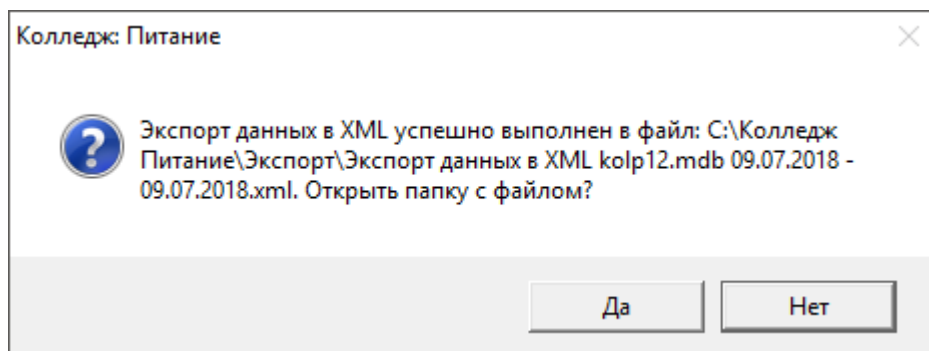 Колледж: Питание
Экспорт данных в XML успешно выполнен в файл: C:\Колледж
Питание\Экспорт\Экспорт данных в XML kolp12.mdb 09.07.2018 -
09.07.2018.xml. Открыть папку с файлом?
Да
Нет